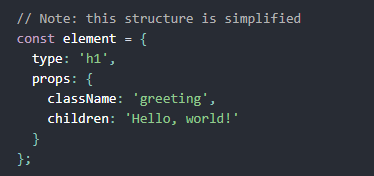 // Note: this structure is simplified
const element = {
  type: 'h1',
  props: {
    className: 'greeting',
    children: 'Hello, world!'
  }
};